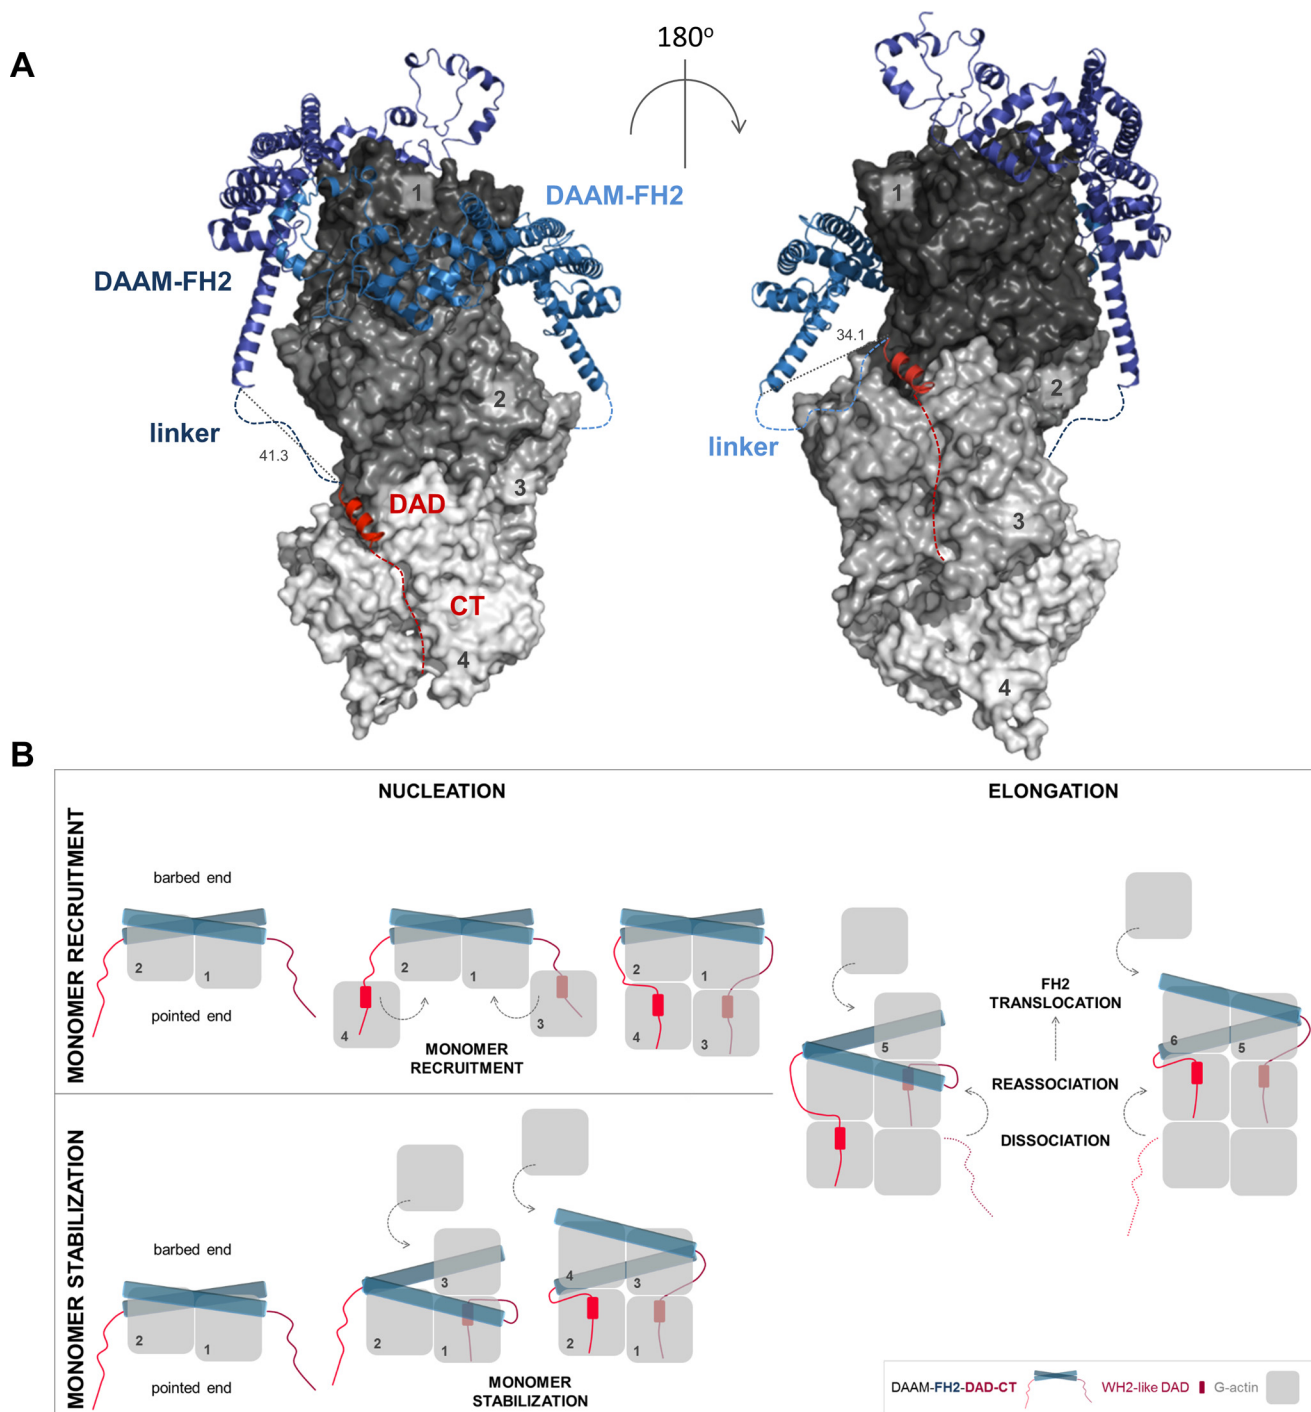 A
180º
1
1
DAAM-FH2
DAAM-FH2
34.1
2
2
linker
linker
41.3
3
DAD
3
CT
4
4
B
NUCLEATION
ELONGATION
MONOMER RECRUITMENT
barbed end
2
1
pointed end
2
1
4
3
MONOMER
RECRUITMENT
2
1
4
3
FH2
TRANSLOCATION
5
REASSOCIATION
DISSOCIATION
6
5
MONOMER STABILIZATION
barbed end
2
1
pointed end
3
2
1
4
3
2
1
MONOMER
STABILIZATION
DAAM-FH2-DAD-CT
WH2-like DAD
G-actin